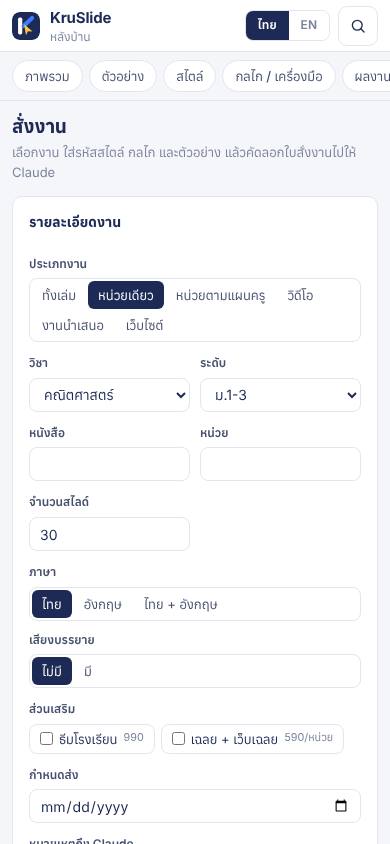 KruSlide
หลังบ้าน
ไทย EN
ภาพรวม ตัวอย่าง สไตล์ กลไก / เครื่องมือ ผลงาน
สั่งงาน
เลือกงาน ใส่รหัสสไตล์ กลไก และตัวอย่าง แล้วคัดลอกใบสั่งงานไปให้
Claude
รายละเอียดงาน
ประเภทงาน
ทั้งเล่ม หน่วยเดียว หน่วยตามแผนครู วิดีโอ
งานนำเสนอ เว็บไซต์
วิชา ระดับ
คณิตศาสตร์ ม.1-3
หนังสือ หน่วย
จำนวนสไลด์
30
ภาษา
ไทย อังกฤษ ไทย + อังกฤษ
เสียงบรรยาย
ไม่มี มี
ส่วนเสริม
ธีมโรงเรียน 990 เฉลย + เว็บเฉลย 590/หน่วย
กำหนดส่ง
mm/dd/yyyy
หมายเหตุถึง Claude